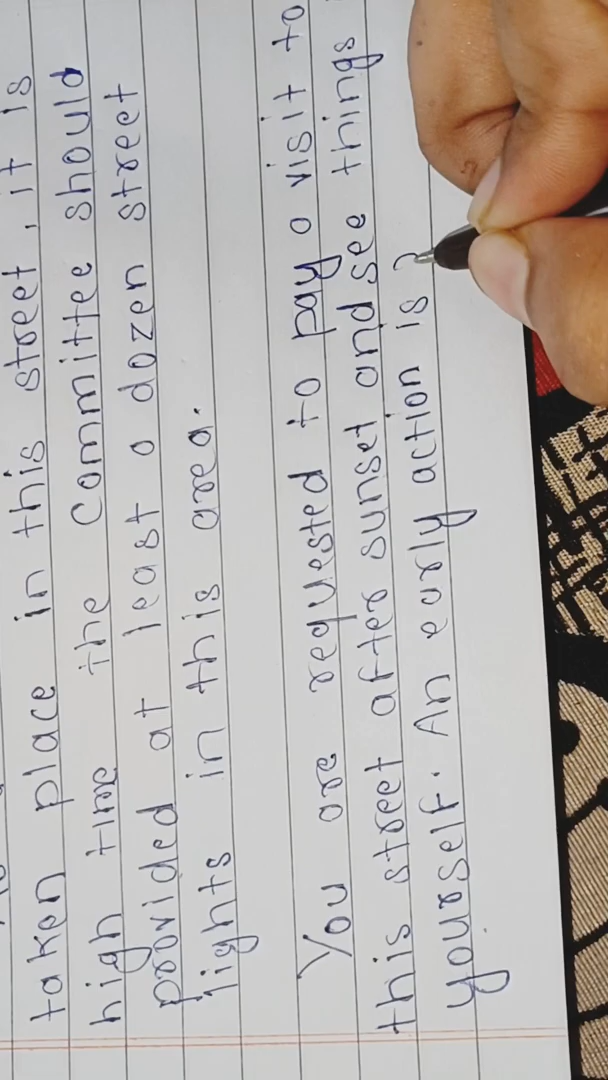 taken place in this street, it is
high time the committee should
provided at least a dozen street
lights in this area.
You are requested to pay a visit to
this street after sunset and see things
yourself. An early action is